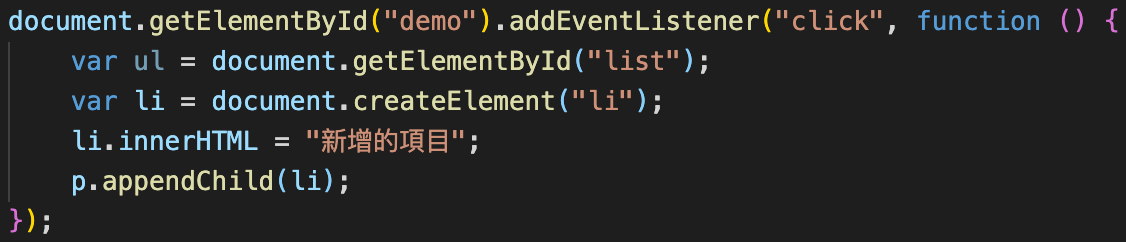 document.getElementById("demo").addEventListener("click", function () {
    var ul = document.getElementById("list");
    var li = document.createElement("li");
    li.innerHTML = "新增的項目";
    p.appendChild(li);
});